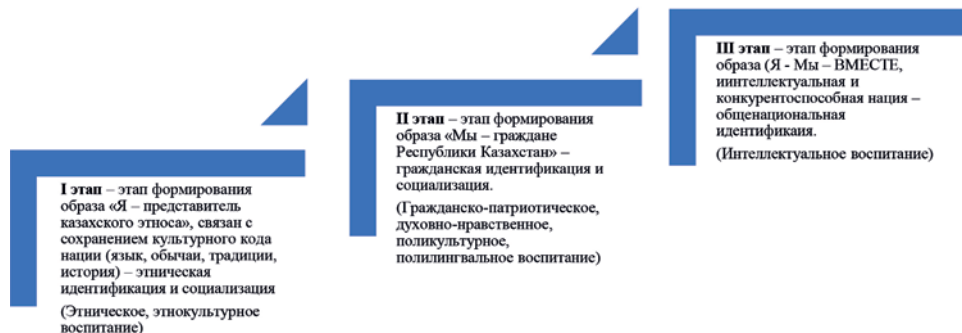 I этап – этап формирования
образа «Я – представитель
казахского этноса», связан с
сохранением культурного кода
нации (язык, обычаи, традиции,
история) – этническая
идентификация и социализация
(Этническое, этнокультурное
воспитание)
II этап – этап формирования
образа «Мы – граждане
Республики Казахстан» –
гражданская идентификация и
социализация.
(Гражданско-патриотическое,
духовно-нравственное,
поликультурное,
полилингвальное воспитание)
III этап – этап формирования
образа (Я - Мы – ВМЕСТЕ,
иинтеллектуальная и
конкурентоспособная нация –
общенациональная
идентификаия.
(Интеллектуальное воспитание)